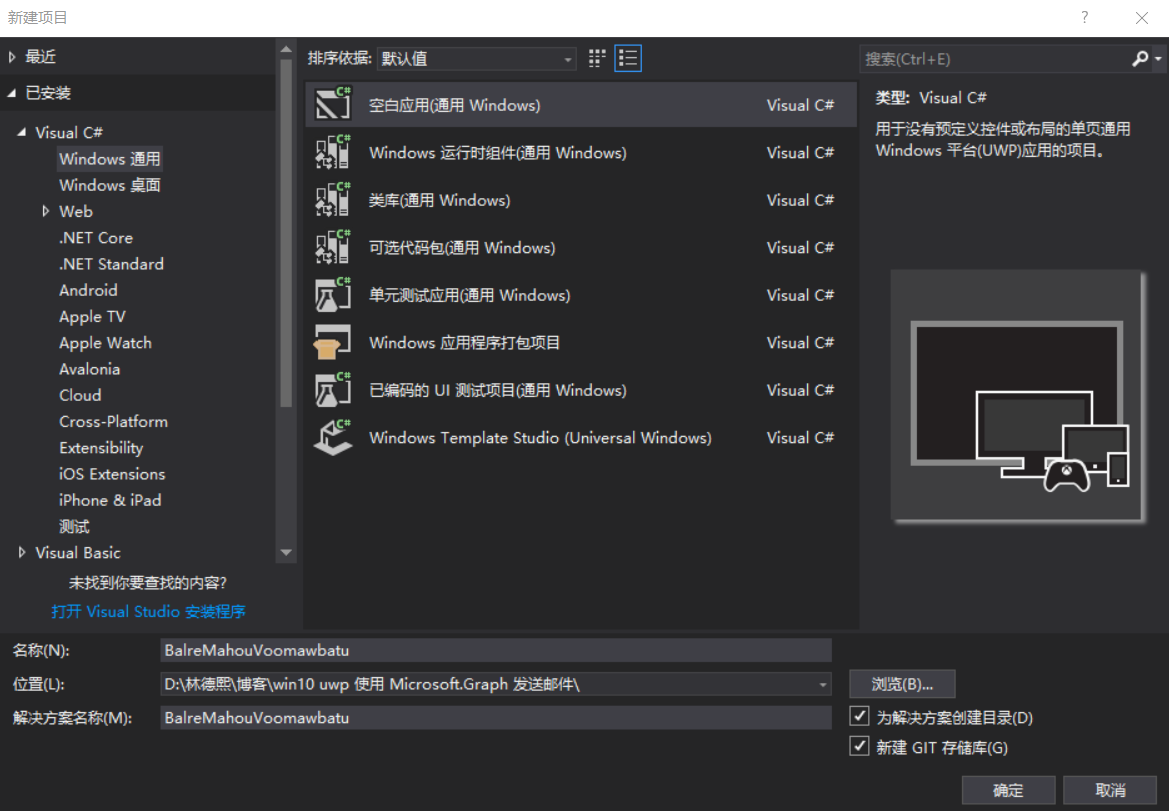 新建项目
?
最近
已安装
Visual C#
Windows 通用
Windows 桌面
Web
.NET Core
.NET Standard
Android
Apple TV
Apple Watch
Avalonia
Cloud
Cross-Platform
Extensibility
iOS Extensions
iPhone & iPad
测试
Visual Basic
未找到你要查找的内容?
打开 Visual Studio 安装程序
排序依据: 默认值
C# 空白应用(通用 Windows) Visual C#
C# Windows 运行时组件(通用 Windows) Visual C#
C# 类库(通用 Windows) Visual C#
C# 可选代码包(通用 Windows) Visual C#
C# 单元测试应用(通用 Windows) Visual C#
Windows 应用程序打包项目 Visual C#
C# 已编码的 UI 测试项目(通用 Windows) Visual C#
C# Windows Template Studio (Universal Windows) Visual C#
搜索(Ctrl+E)
类型: Visual C#
用于没有预定义控件或布局的单页通用
Windows 平台(UWP)应用的项目。
名称(N): BalreMahouVoomawbatu
位置(L): D:\林德熙\博客\win10 uwp 使用 Microsoft.Graph 发送邮件\ 浏览(B)...
解决方案名称(M): BalreMahouVoomawbatu 为解决方案创建目录(D)
新建 GIT 存储库(G)
确定 取消